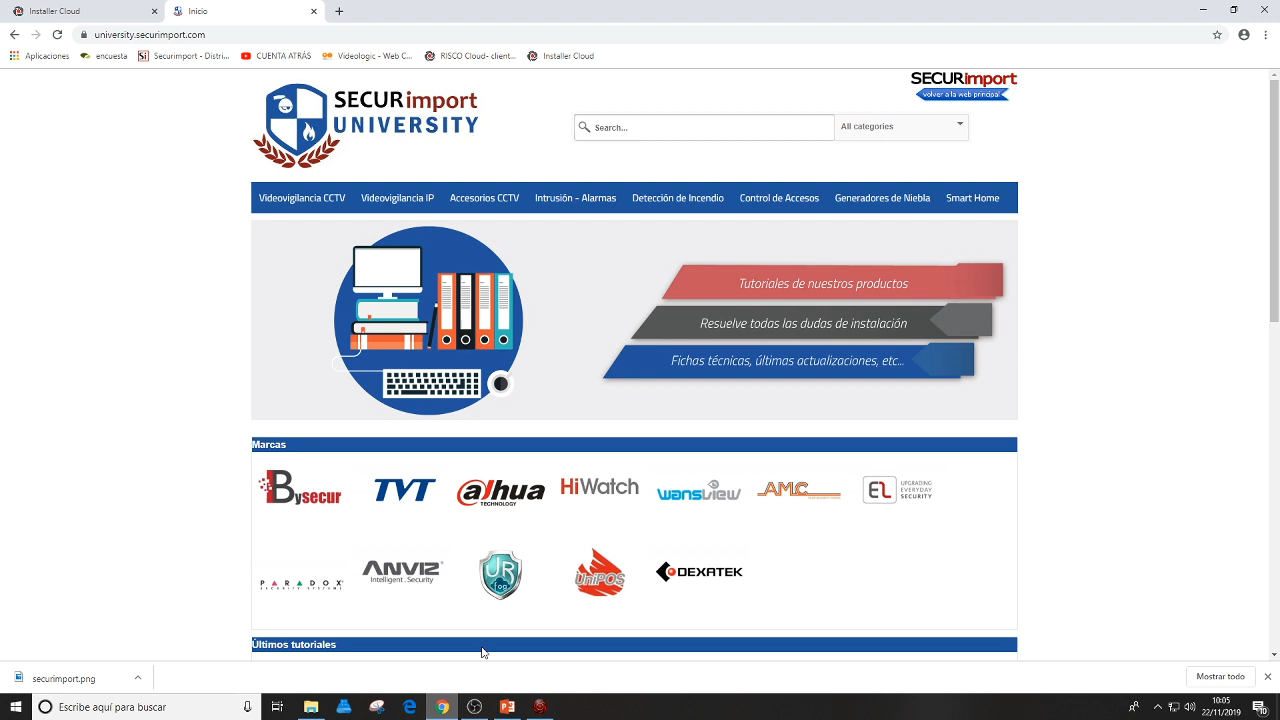 Installer Cloud
Inicio
university.securimport.com
Aplicaciones
encuesta
Securimport - Distri...
CUENTA ATRÁS
Videologic - Web C...
RISCO Cloud- client...
Installer Cloud
SECURimport
Volver a la web principal
SECURimport
UNIVERSITY
Search...
All categories
Videovigilancia CCTV
Videovigilancia IP
Accesorios CCTV
Intrusión - Alarmas
Detección de Incendio
Control de Accesos
Generadores de Niebla
Smart Home
Tutoriales de nuestros productos
Resuelve todas las dudas de instalación
Fichas técnicas, últimas actualizaciones, etc...
Marcas
Bysecur
TVT
alhua
TECHNOLOGY
HiWatch
wansview
AMC
EL
UPGRADING
EVERYDAY
SECURITY
PARADOX
SECURITY SYSTEMS
ANVIZ
Intelligent . Security
UR
fog
UniPOS
DEXATEK
Últimos tutoriales
securimport.png
Mostrar todo
Escribe aquí para buscar
10:05
22/11/2019